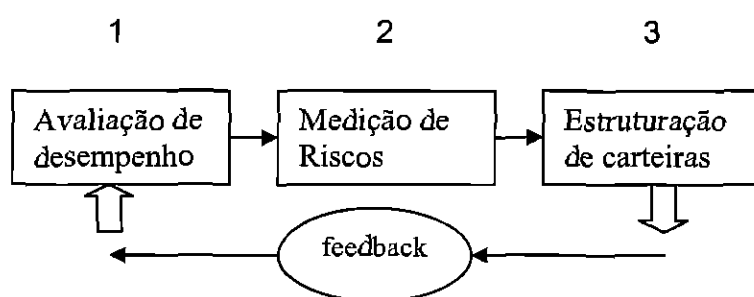 1 2 3
Avaliação de
desempenho
Medição de
Riscos
Estruturação
de carteiras
feedback